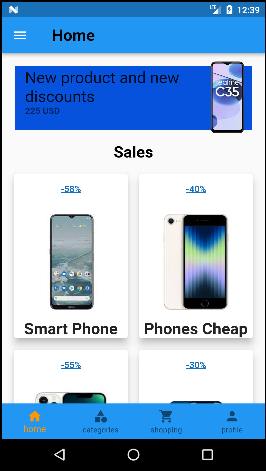 12:39
Home
New product and new
discounts
225 USD
realme
C35
Sales
-58%
-40%
Smart Phone
Phones Cheap
-55%
-30%
home
categories
shopping
profile